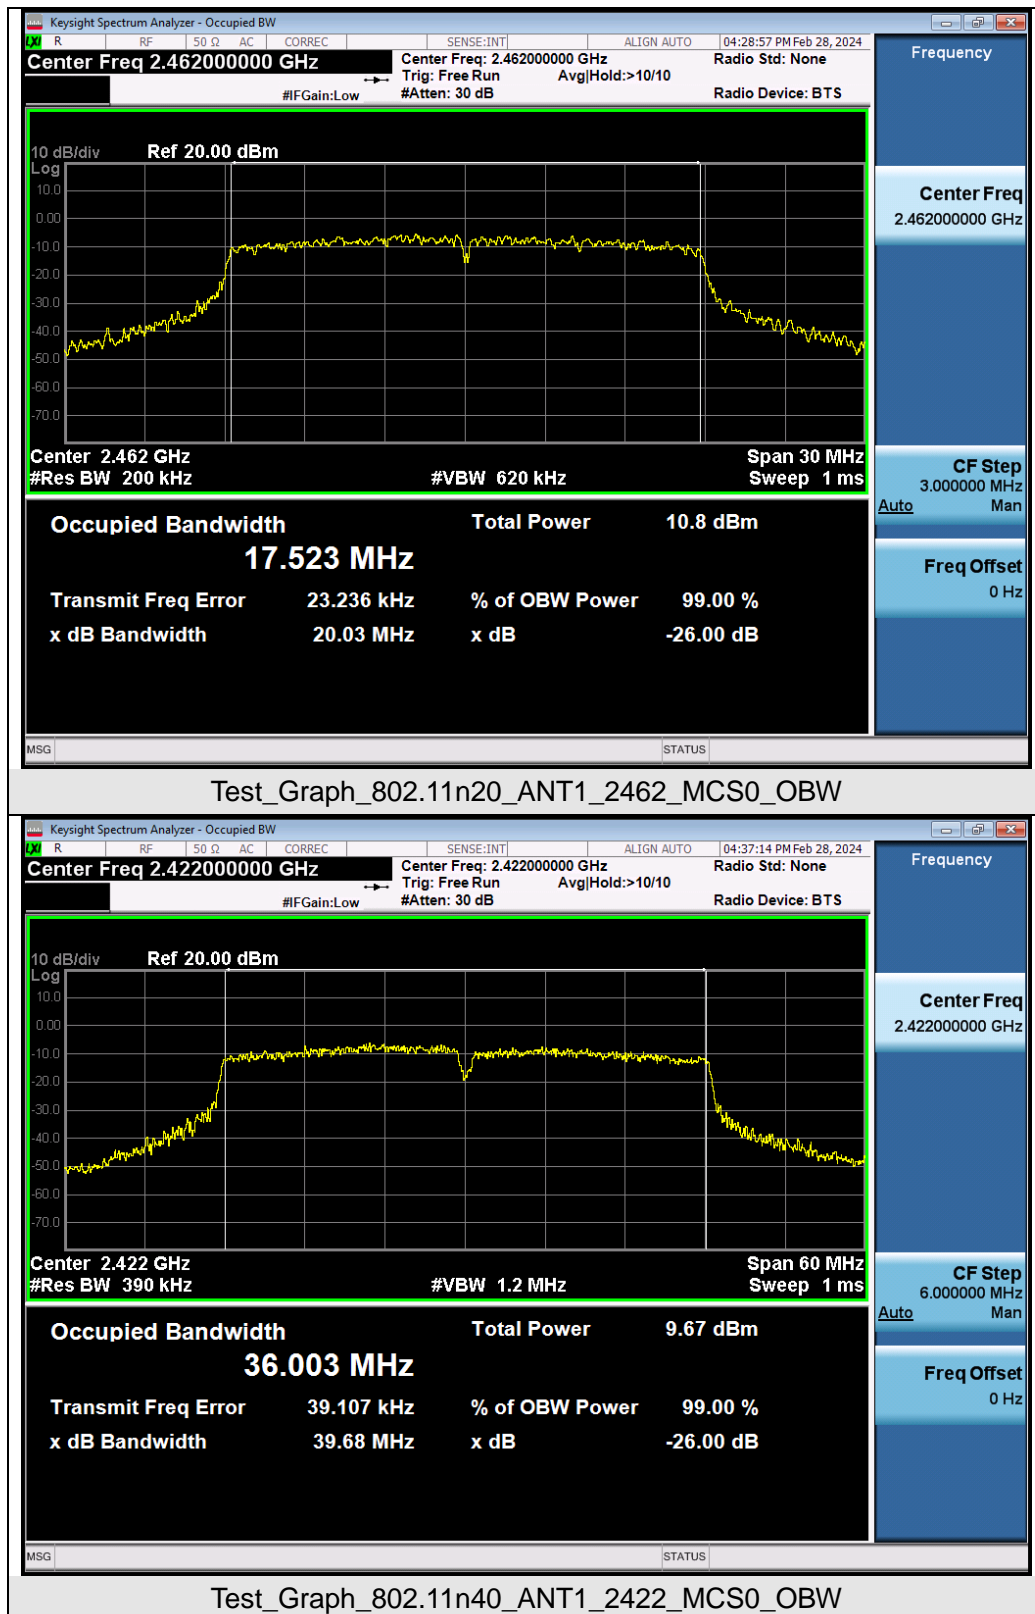 Keysight Spectrum Analyzer - Occupied BW
LXI R RF 50 Ω AC CORREC SENSE:INT ALIGN AUTO 04:28:57 PM Feb 28, 2024
Center Freq 2.462000000 GHz
Center Freq: 2.462000000 GHz Radio Std: None
Trig: Free Run Avg|Hold:>10/10
#IFGain:Low #Atten: 30 dB Radio Device: BTS
Frequency
10 dB/div Ref 20.00 dBm
Log
10.0
0.00
-10.0
-20.0
-30.0
-40.0
-50.0
-60.0
-70.0
Center 2.462 GHz Span 30 MHz
#Res BW 200 kHz #VBW 620 kHz Sweep 1 ms
Center Freq
2.462000000 GHz
CF Step
3.000000 MHz
Auto Man
Freq Offset
0 Hz
Occupied Bandwidth Total Power 10.8 dBm
17.523 MHz
Transmit Freq Error 23.236 kHz % of OBW Power 99.00 %
x dB Bandwidth 20.03 MHz x dB -26.00 dB
MSG STATUS
Test_Graph_802.11n20_ANT1_2462_MCS0_OBW
Keysight Spectrum Analyzer - Occupied BW
LXI R RF 50 Ω AC CORREC SENSE:INT ALIGN AUTO 04:37:14 PM Feb 28, 2024
Center Freq 2.422000000 GHz
Center Freq: 2.422000000 GHz Radio Std: None
Trig: Free Run Avg|Hold:>10/10
#IFGain:Low #Atten: 30 dB Radio Device: BTS
Frequency
10 dB/div Ref 20.00 dBm
Log
10.0
0.00
-10.0
-20.0
-30.0
-40.0
-50.0
-60.0
-70.0
Center 2.422 GHz Span 60 MHz
#Res BW 390 kHz #VBW 1.2 MHz Sweep 1 ms
Center Freq
2.422000000 GHz
CF Step
6.000000 MHz
Auto Man
Freq Offset
0 Hz
Occupied Bandwidth Total Power 9.67 dBm
36.003 MHz
Transmit Freq Error 39.107 kHz % of OBW Power 99.00 %
x dB Bandwidth 39.68 MHz x dB -26.00 dB
MSG STATUS
Test_Graph_802.11n40_ANT1_2422_MCS0_OBW